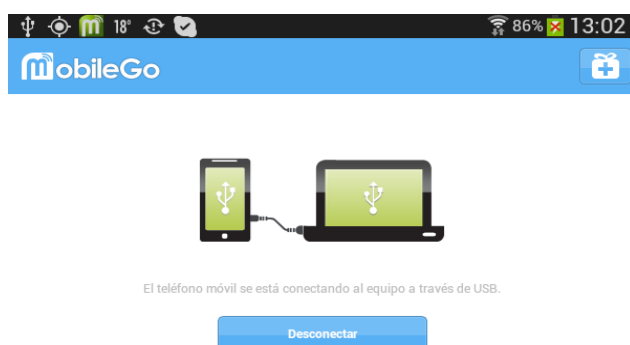 18° 86% 13:02
mobileGo
El teléfono móvil se está conectando al equipo a través de USB.
Desconectar